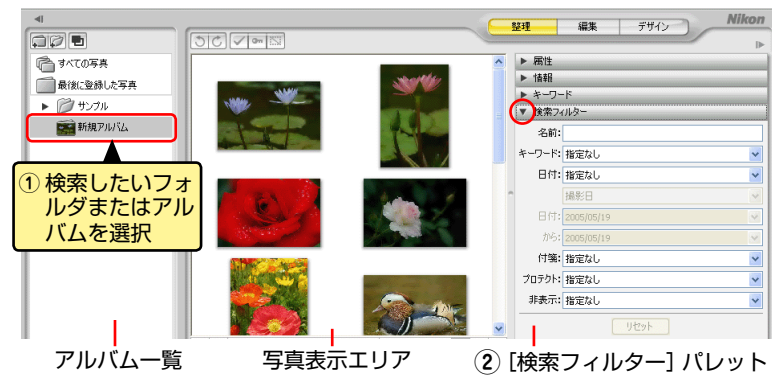 Nikon
整理 編集 デザイン
すべての写真
最後に登録した写真
サンプル
新規アルバム
① 検索したいフォ
ルダまたはアル
バムを選択
属性
情報
キーワード
検索フィルター
名前:
キーワード: 指定なし
日付: 指定なし
撮影日
日付: 2005/05/19
から: 2005/05/19
付箋: 指定なし
プロテクト: 指定なし
非表示: 指定なし
リセット
アルバム一覧
写真表示エリア
② [検索フィルター] パレット